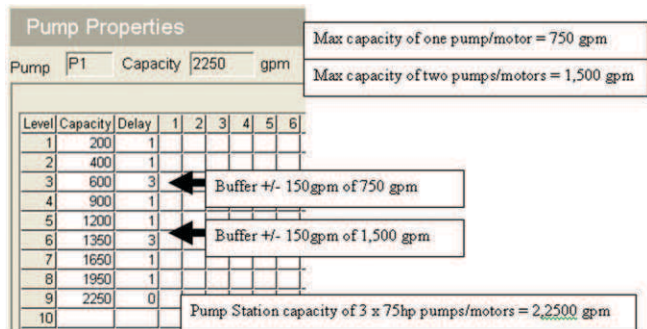 Pump Properties
Pump P1 Capacity 2250 gpm
Max capacity of one pump/motor = 750 gpm
Max capacity of two pumps/motors = 1,500 gpm
Level Capacity Delay 1 2 3 4 5 6
1 200 1
2 400 1
3 600 3
Buffer +/- 150gpm of 750 gpm
4 900 1
5 1200 1
6 1350 3
Buffer +/- 150gpm of 1,500 gpm
7 1650 1
8 1950 1
9 2250 0
10
Pump Station capacity of 3 x 75hp pumps/motors = 2,2500 gpm